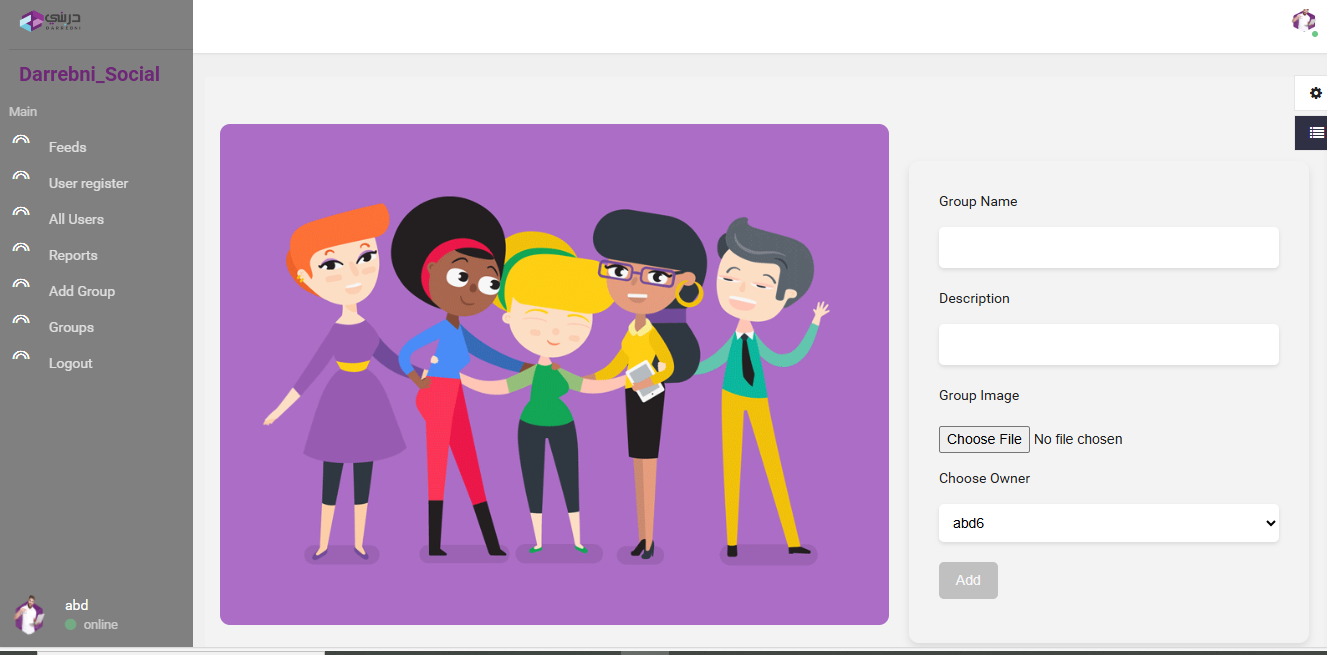 دربني
DARREBNI
Darrebni_Social
Main
Feeds
User register
All Users
Reports
Add Group
Groups
Logout
abd
online
Group Name
Description
Group Image
Choose File No file chosen
Choose Owner
abd6
Add